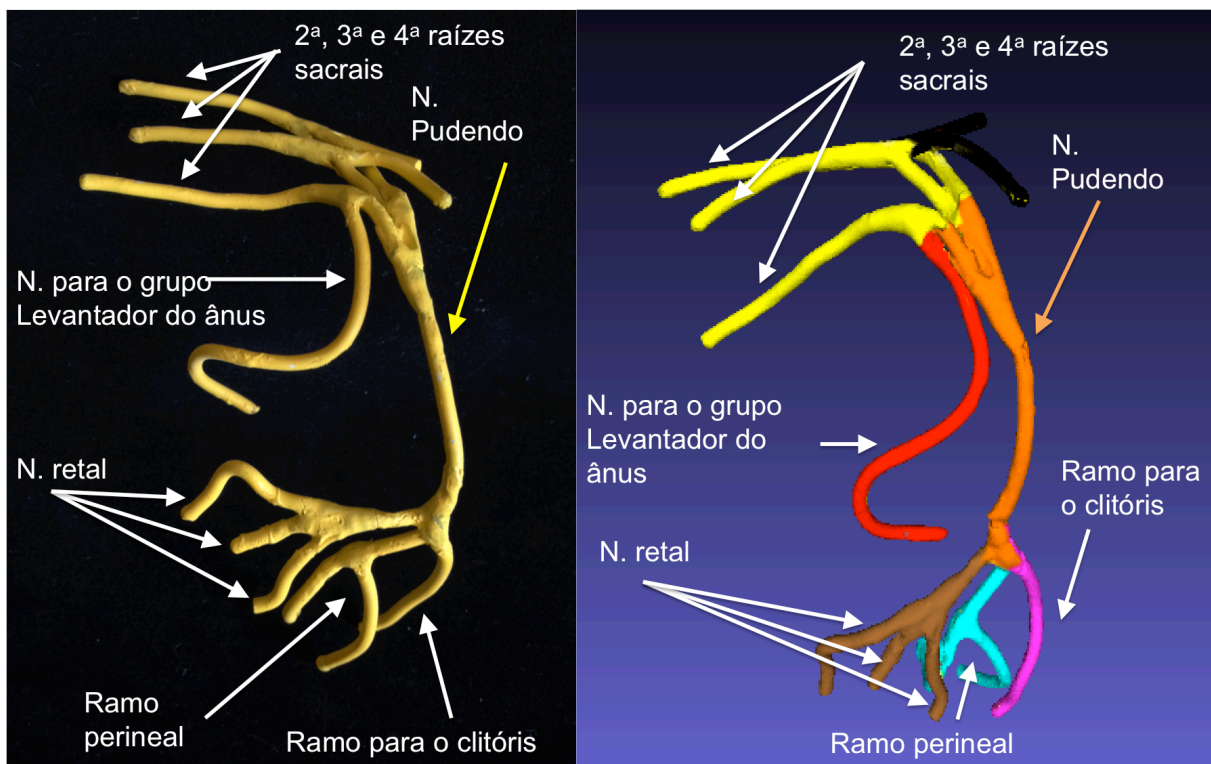 2ª, 3ª e 4ª raízes
sacrais
N.
Pudendo
N. para o grupo
Levantador do ânus
N. retal
Ramo
perineal
Ramo para o clitóris
2ª, 3ª e 4ª raízes
sacrais
N.
Pudendo
N. para o grupo
Levantador do
ânus
Ramo para
o clitóris
N. retal
Ramo perineal